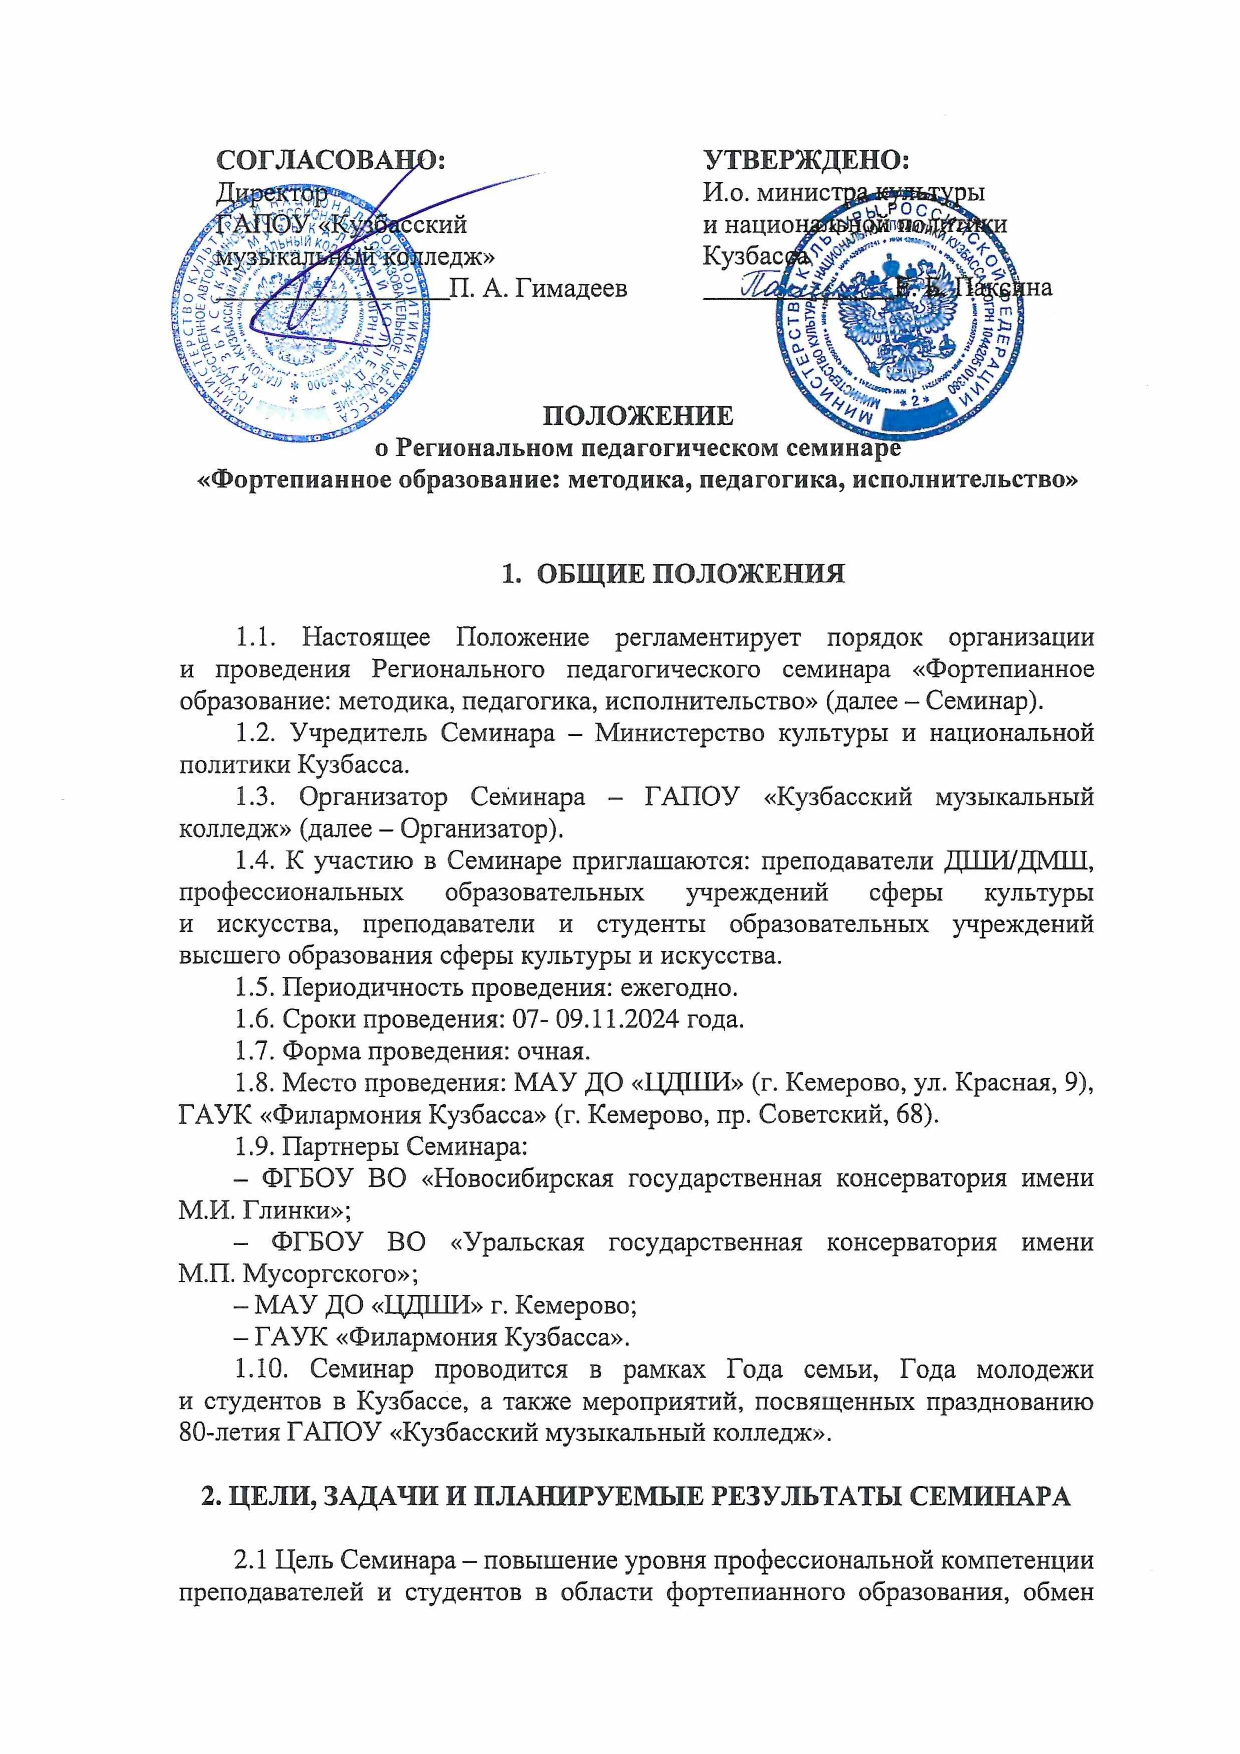 СОГЛАСОВАНО:
Директор
ГАПОУ «Кузбасский
музыкальный колледж»
П. А. Гимадеев
УТВЕРЖДЕНО:
И.о. министра культуры
и национальной политики
Кузбасса
Паксина
ПОЛОЖЕНИЕ
о Региональном педагогическом семинаре
«Фортепианное образование: методика, педагогика, исполнительство»
1. ОБЩИЕ ПОЛОЖЕНИЯ
1.1. Настоящее Положение регламентирует порядок организации
и проведения Регионального педагогического семинара «Фортепианное
образование: методика, педагогика, исполнительство» (далее – Семинар).
1.2. Учредитель Семинара – Министерство культуры и национальной
политики Кузбасса.
1.3. Организатор Семинара – ГАПОУ «Кузбасский музыкальный
колледж» (далее – Организатор).
1.4. К участию в Семинаре приглашаются: преподаватели ДШИ/ДМШ,
профессиональных образовательных учреждений сферы культуры
и искусства, преподаватели и студенты образовательных учреждений
высшего образования сферы культуры и искусства.
1.5. Периодичность проведения: ежегодно.
1.6. Сроки проведения: 07- 09.11.2024 года.
1.7. Форма проведения: очная.
1.8. Место проведения: МАУ ДО «ЦДШИ» (г. Кемерово, ул. Красная, 9),
ГАУК «Филармония Кузбасса» (г. Кемерово, пр. Советский, 68).
1.9. Партнеры Семинара:
– ФГБОУ ВО «Новосибирская государственная консерватория имени
М.И. Глинки»;
– ФГБОУ ВО «Уральская государственная консерватория имени
М.П. Мусоргского»;
– МАУ ДО «ЦДШИ» г. Кемерово;
– ГАУК «Филармония Кузбасса».
1.10. Семинар проводится в рамках Года семьи, Года молодежи
и студентов в Кузбассе, а также мероприятий, посвященных празднованию
80-летия ГАПОУ «Кузбасский музыкальный колледж».
2. ЦЕЛИ, ЗАДАЧИ И ПЛАНИРУЕМЫЕ РЕЗУЛЬТАТЫ СЕМИНАРА
2.1 Цель Семинара – повышение уровня профессиональной компетенции
преподавателей и студентов в области фортепианного образования, обмен